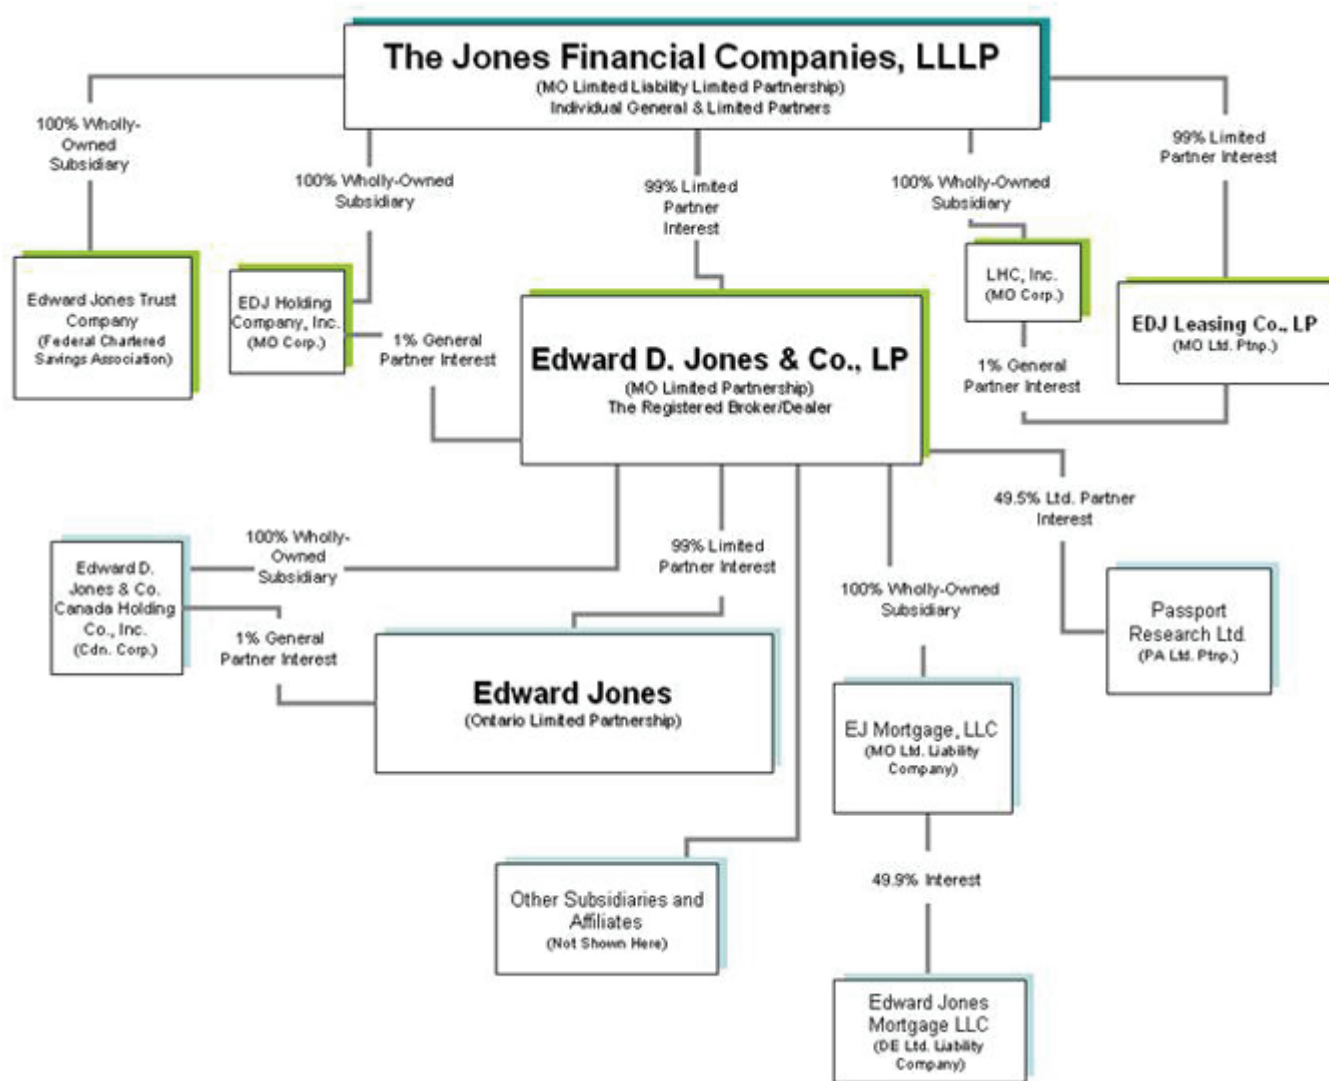 The Jones Financial Companies, LLLP
(MO Limited Liability Limited Partnership)
Individual General & Limited Partners
100% Wholly-
Owned
Subsidiary
100% Wholly-Owned
Subsidiary
99% Limited
Partner
Interest
100% Wholly-Owned
Subsidiary
99% Limited
Partner Interest
Edward Jones Trust
Company
(Federal Chartered
Savings Association)
EDJ Holding
Company, Inc.
(MO Corp.)
1% General
Partner Interest
Edward D. Jones & Co., LP
(MO Limited Partnership)
The Registered Broker/Dealer
LHC, Inc.
(MO Corp.)
1% General
Partner Interest
EDJ Leasing Co., LP
(MO Ltd. Ptnp.)
100% Wholly-
Owned
Subsidiary
99% Limited
Partner Interest
100% Wholly-Owned
Subsidiary
49.5% Ltd. Partner
Interest
Edward D.
Jones & Co.
Canada Holding
Co., Inc.
(Cdn. Corp.)
1% General
Partner Interest
Edward Jones
(Ontario Limited Partnership)
Passport
Research Ltd.
(PA Ltd. Ptnp.)
EJ Mortgage, LLC
(MO Ltd. Liability
Company)
Other Subsidiaries and
Affiliates
(Not Shown Here)
49.9% Interest
Edward Jones
Mortgage LLC
(DE Ltd. Liability
Company)